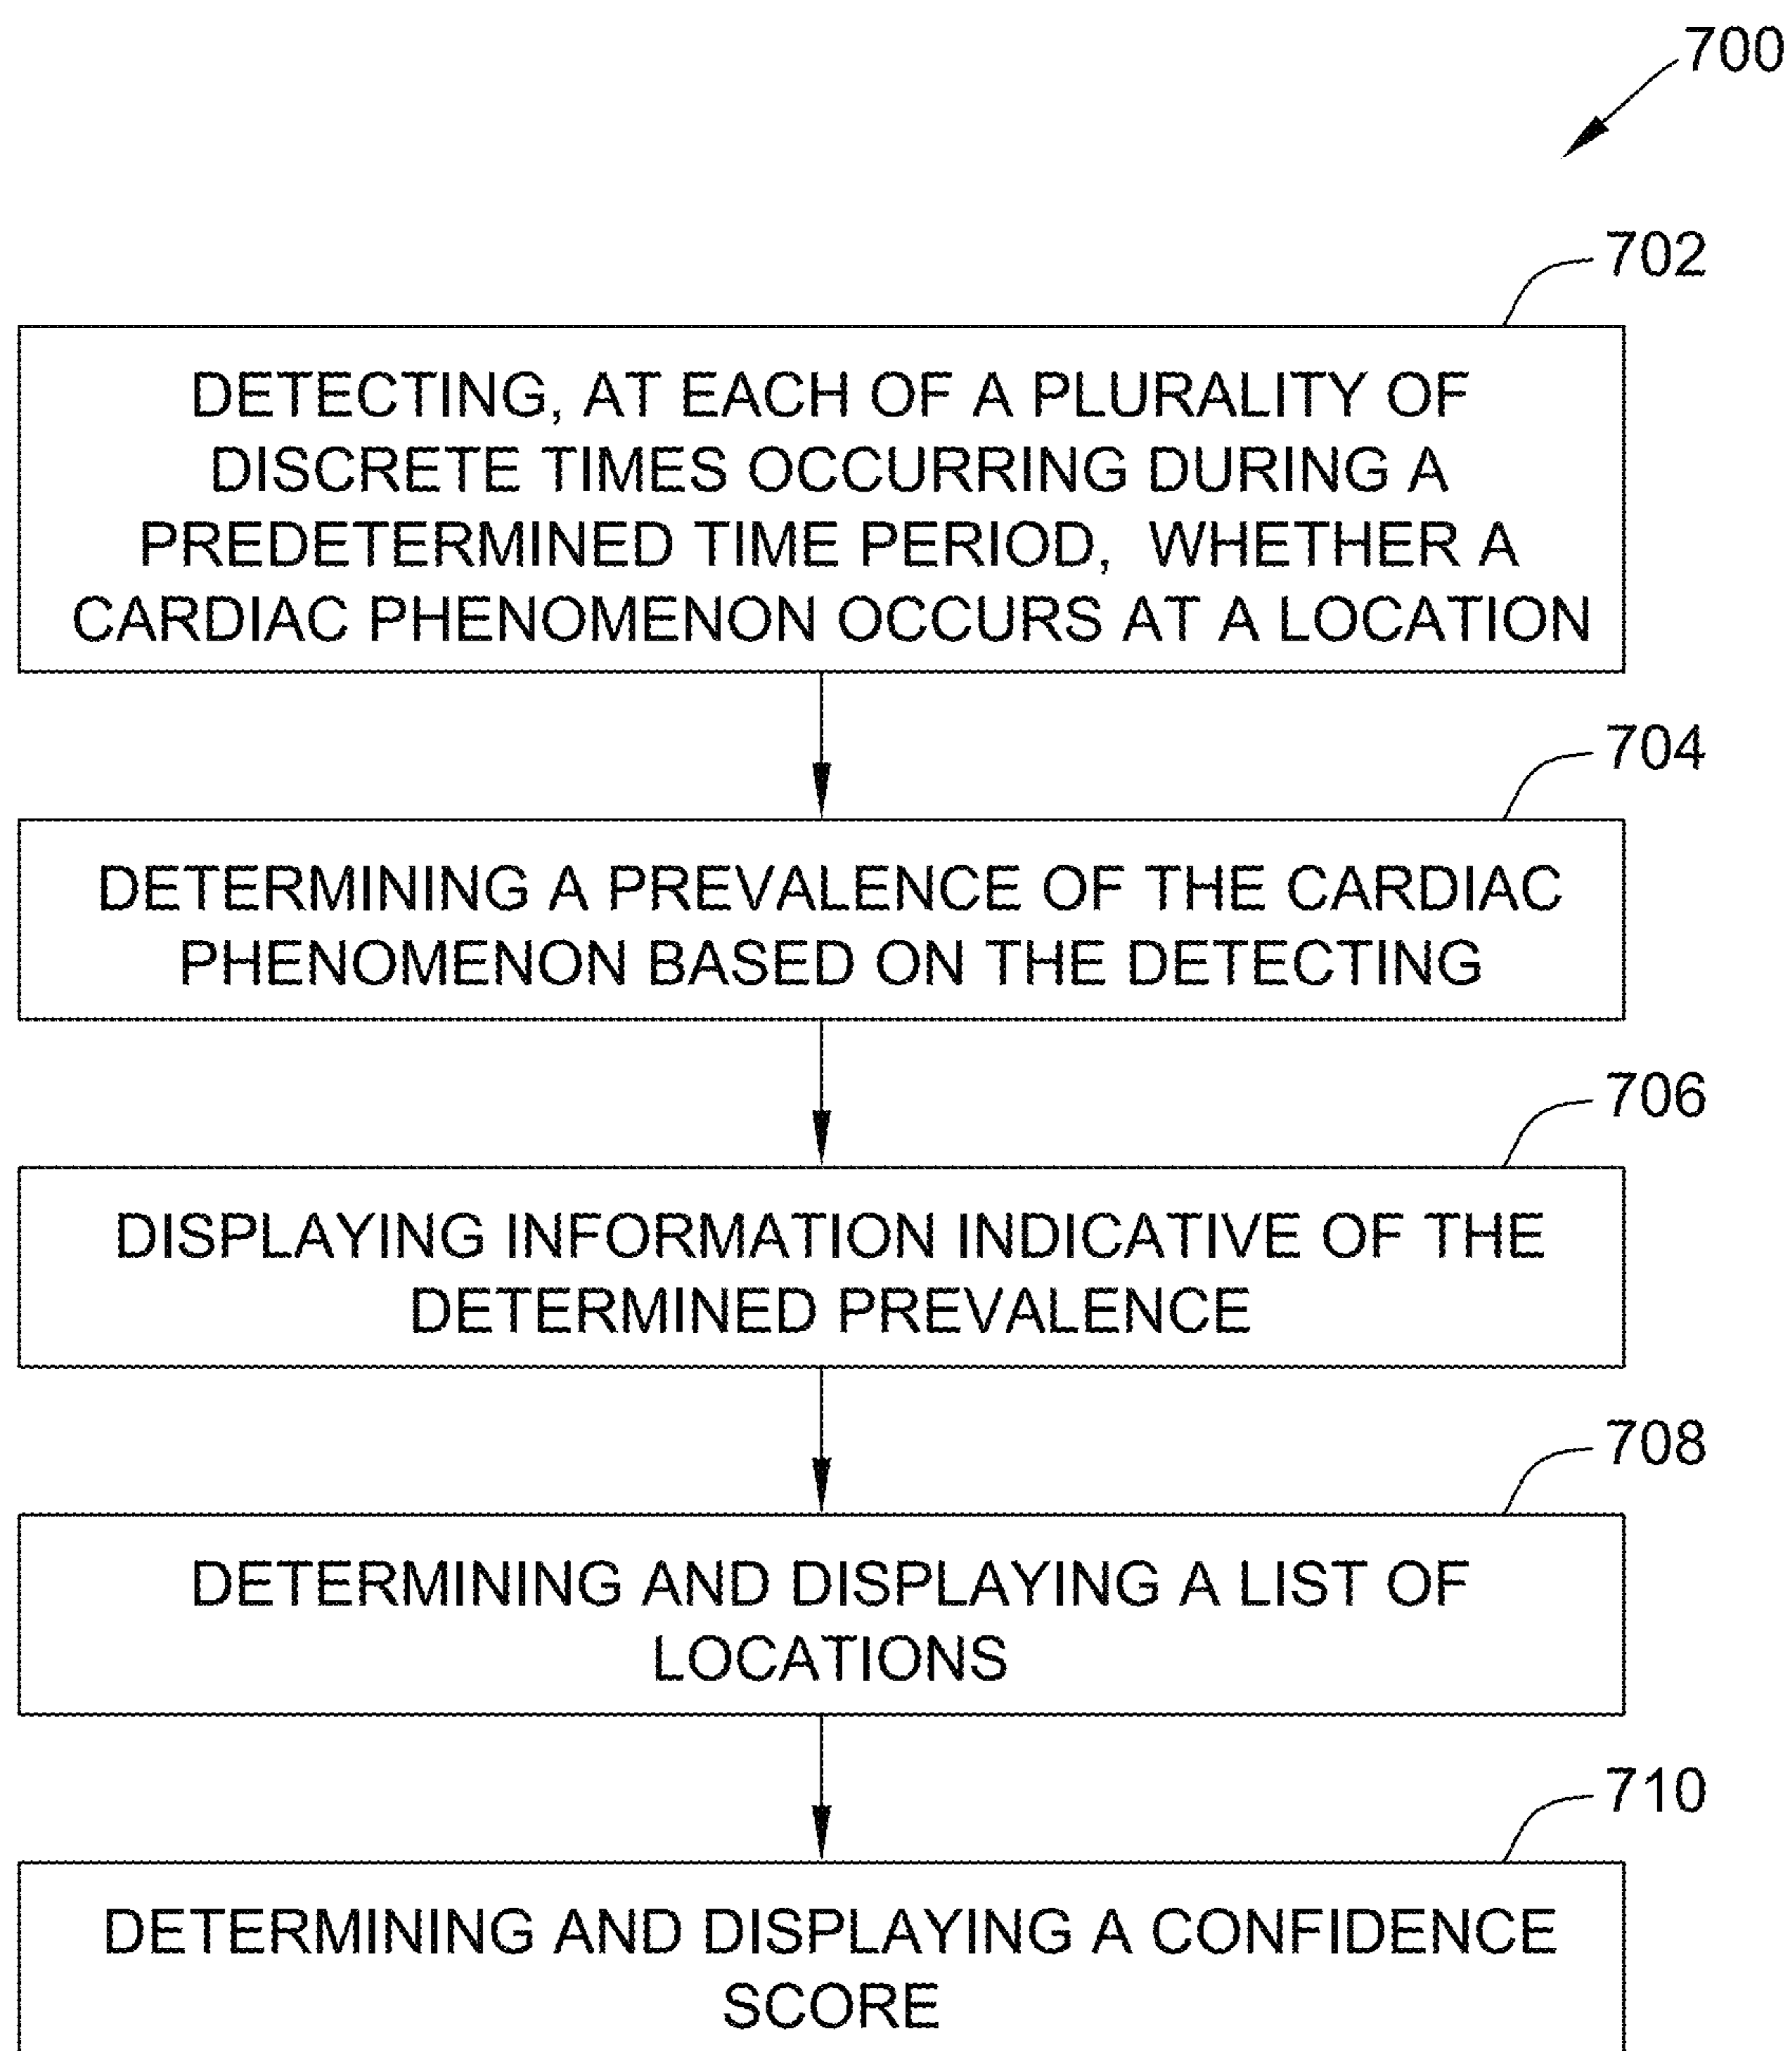 700
702
DETECTING, AT EACH OF A PLURALITY OF
DISCRETE TIMES OCCURRING DURING A
PREDETERMINED TIME PERIOD, WHETHER A
CARDIAC PHENOMENON OCCURS AT A LOCATION
704
DETERMINING A PREVALENCE OF THE CARDIAC
PHENOMENON BASED ON THE DETECTING
706
DISPLAYING INFORMATION INDICATIVE OF THE
DETERMINED PREVALENCE
708
DETERMINING AND DISPLAYING A LIST OF
LOCATIONS
710
DETERMINING AND DISPLAYING A CONFIDENCE
SCORE